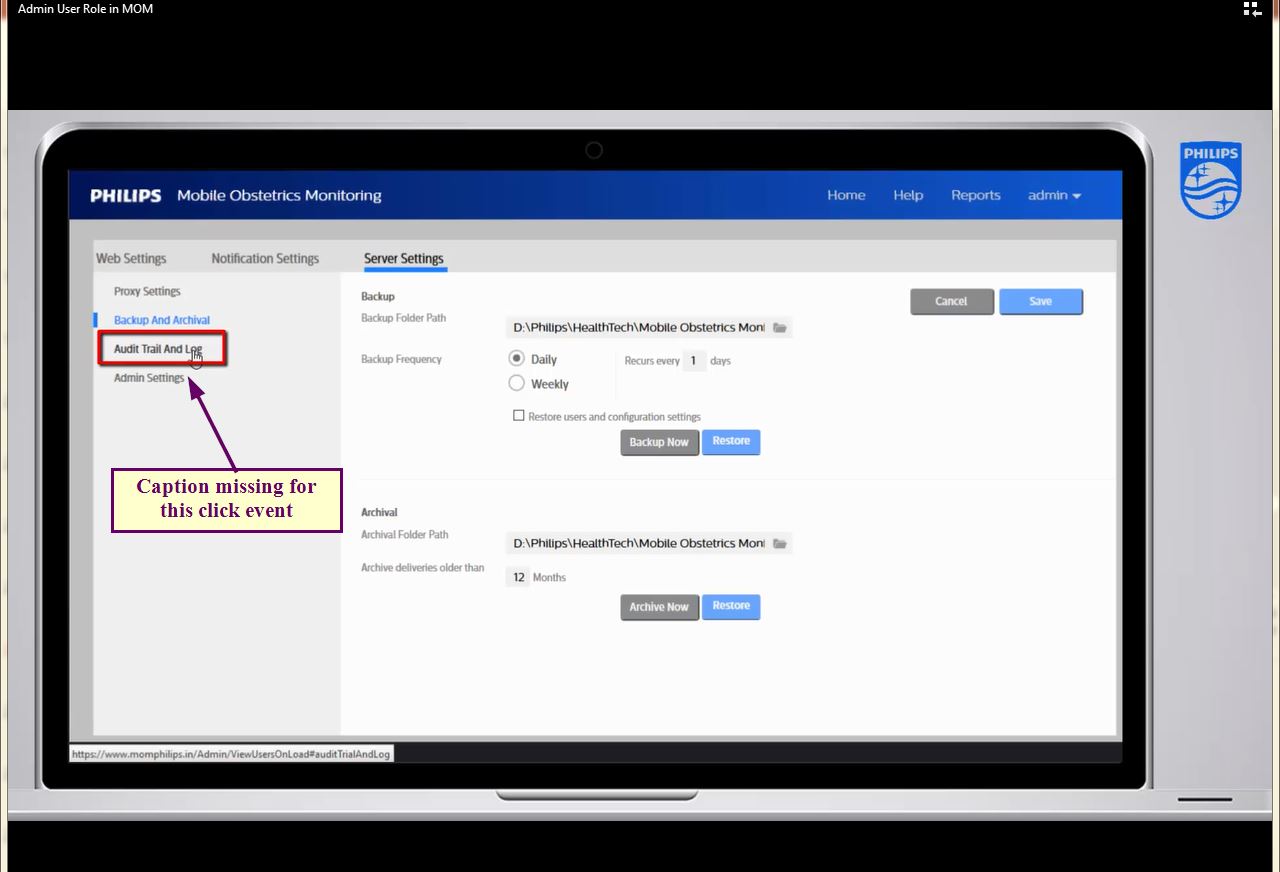 Admin User Role in MOM
PHILIPS
PHILIPS Mobile Obstetrics Monitoring Home Help Reports admin
Web Settings Notification Settings Server Settings
Proxy Settings
Backup And Archival
Audit Trail And Log
Admin Settings
Caption missing for
this click event
Backup
Cancel Save
Backup Folder Path D:\Philips\HealthTech\Mobile Obstetrics Moni
Backup Frequency Daily Recurs every 1 days
Weekly
Restore users and configuration settings
Backup Now Restore
Archival
Archival Folder Path D:\Philips\HealthTech\Mobile Obstetrics Moni
Archive deliveries older than 12 Months
Archive Now Restore
https://www.momphilips.in/Admin/ViewUsersOnLoad#auditTrialAndLog